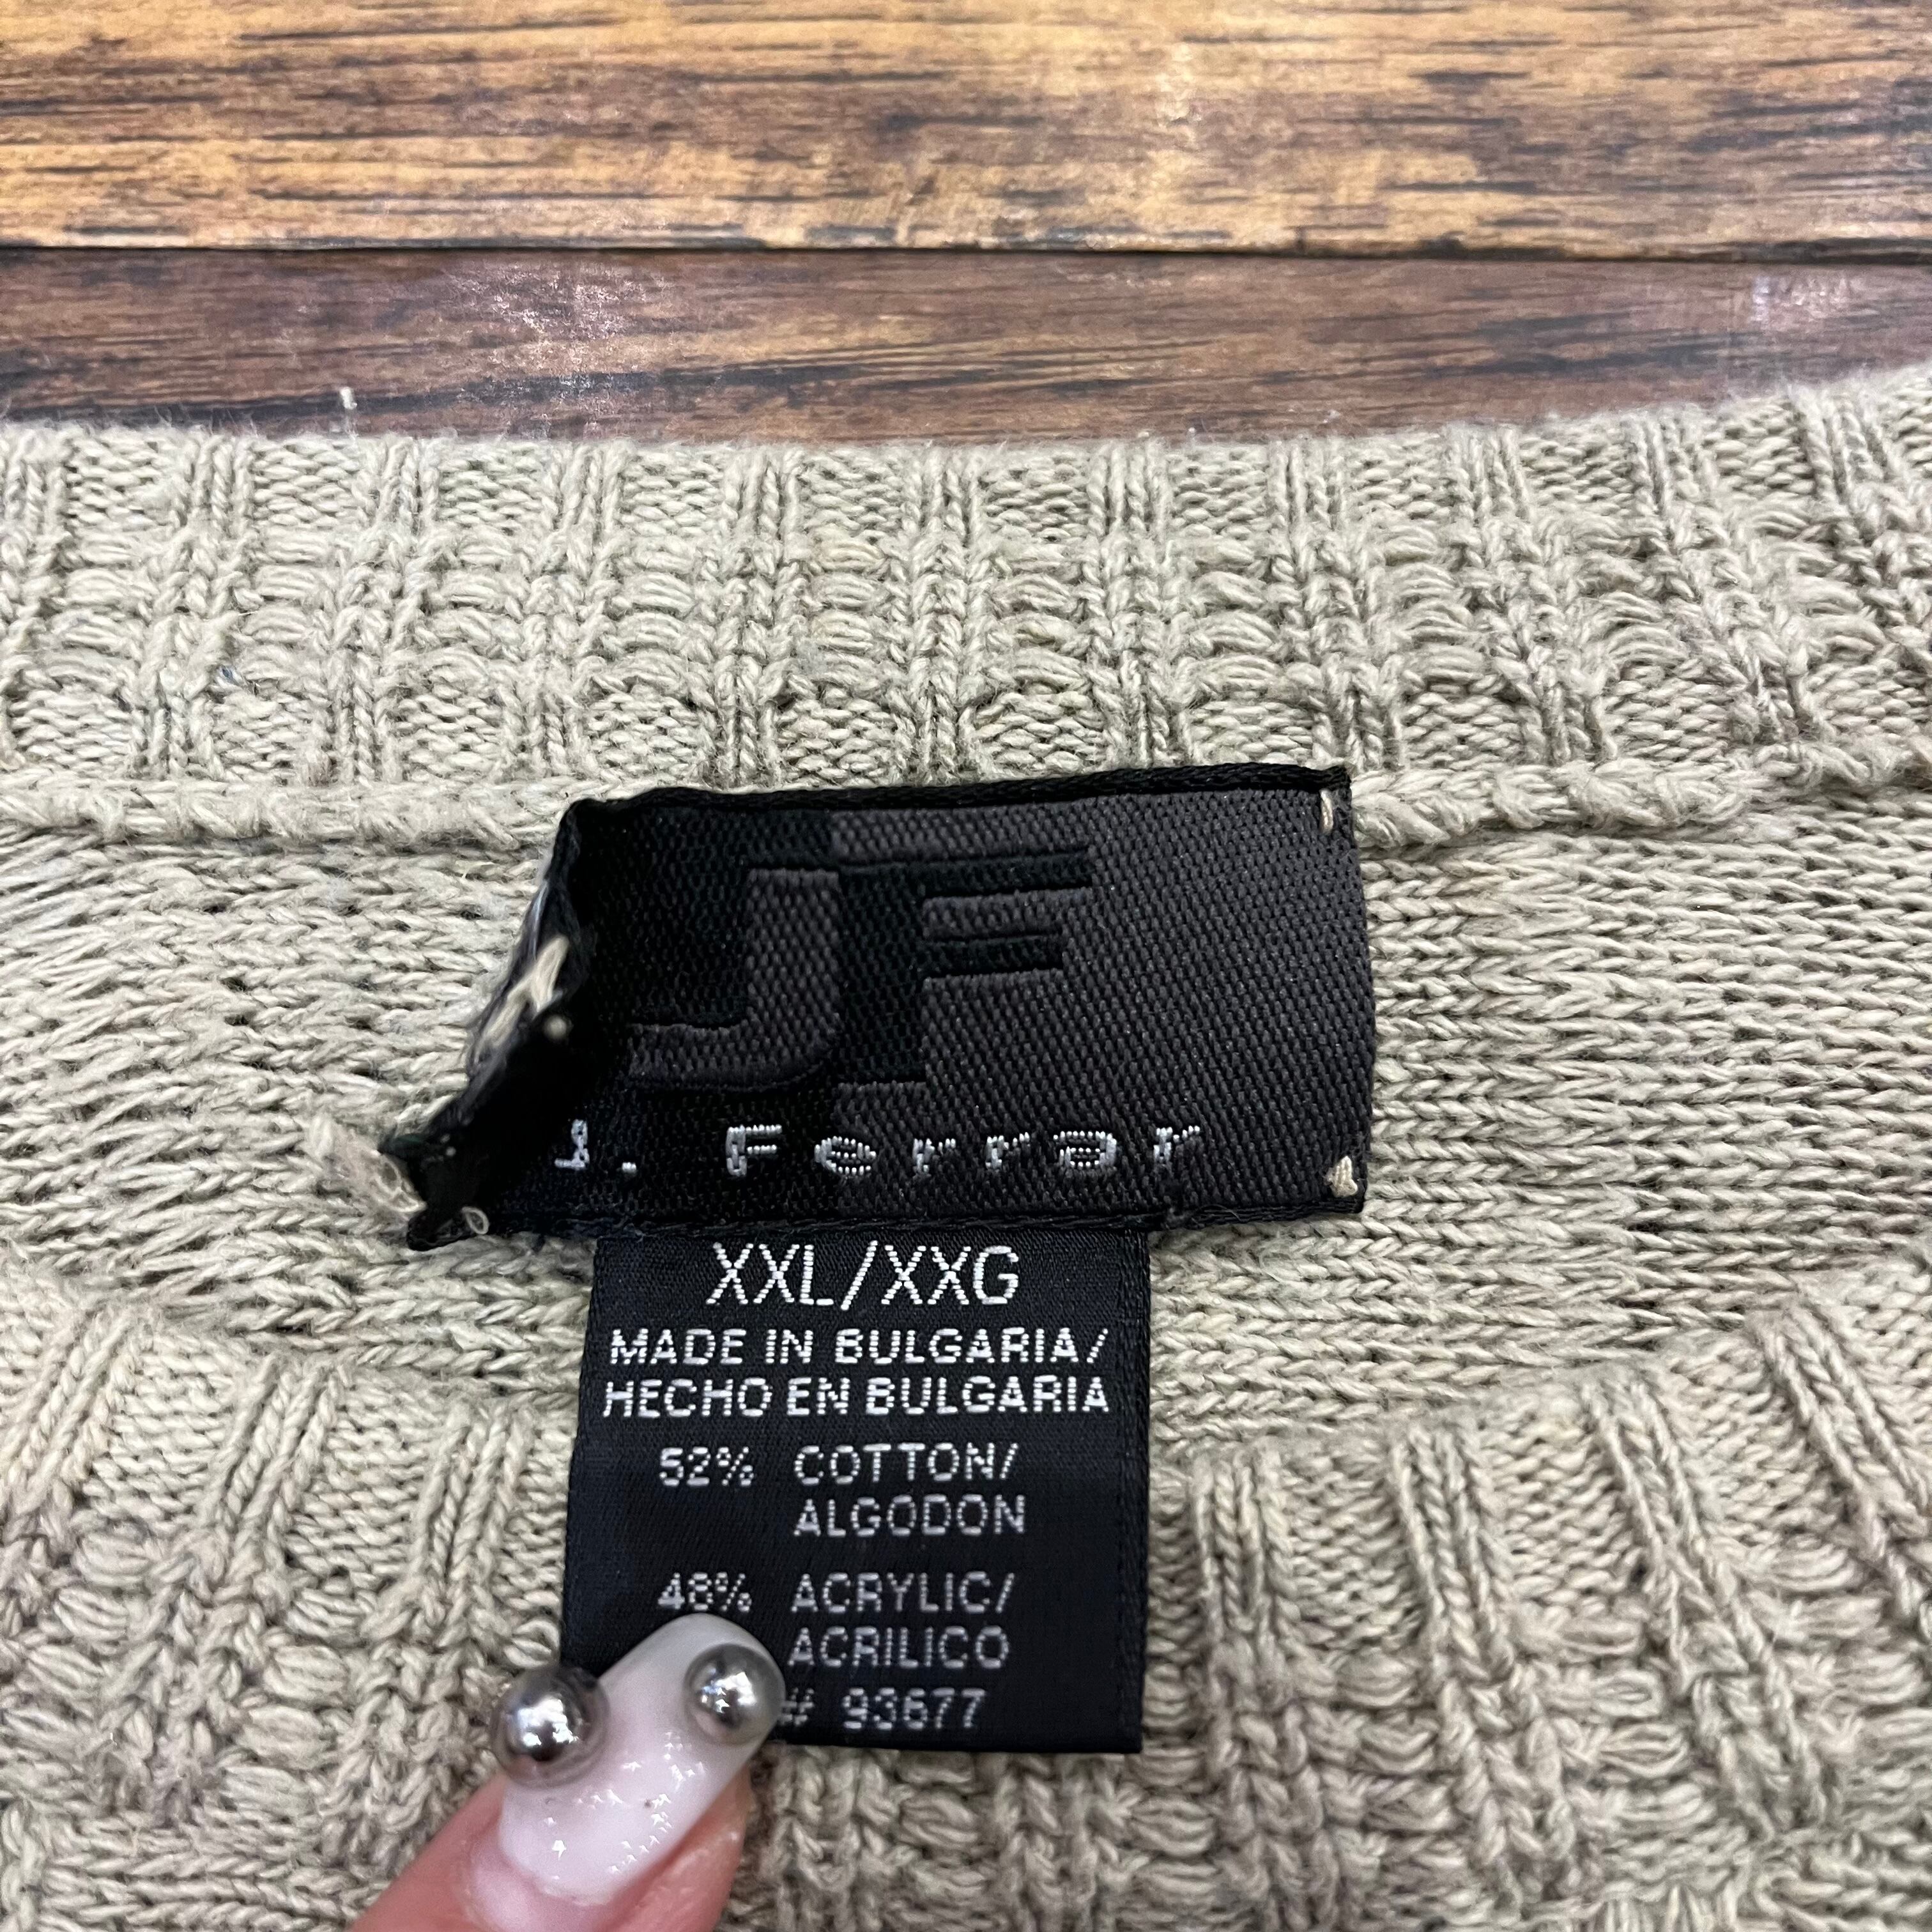 JF
J. Ferrar
XXL/XXG
MADE IN BULGARIA/
HECHO EN BULGARIA
52% COTTON/
ALGODON
48% ACRYLIC/
ACRILICO
# 93677